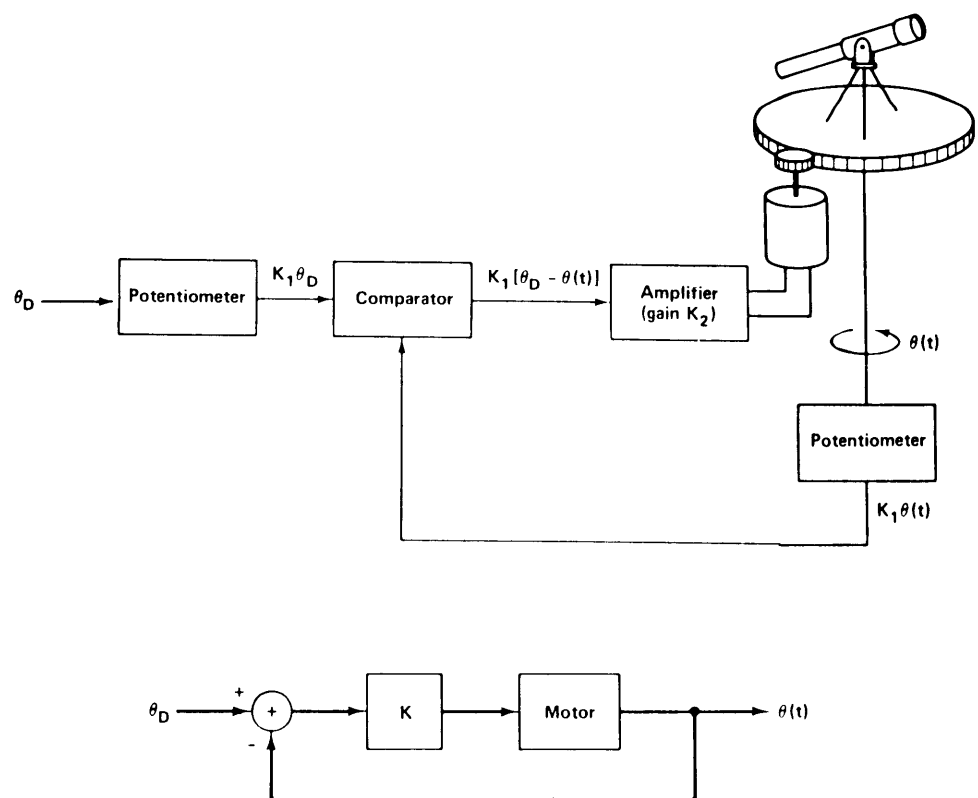 θD
Potentiometer
K1θD
Comparator
K1[θD - θ(t)]
Amplifier
(gain K2)
θ(t)
Potentiometer
K1θ(t)
θD
+
+
-
K
Motor
θ(t)